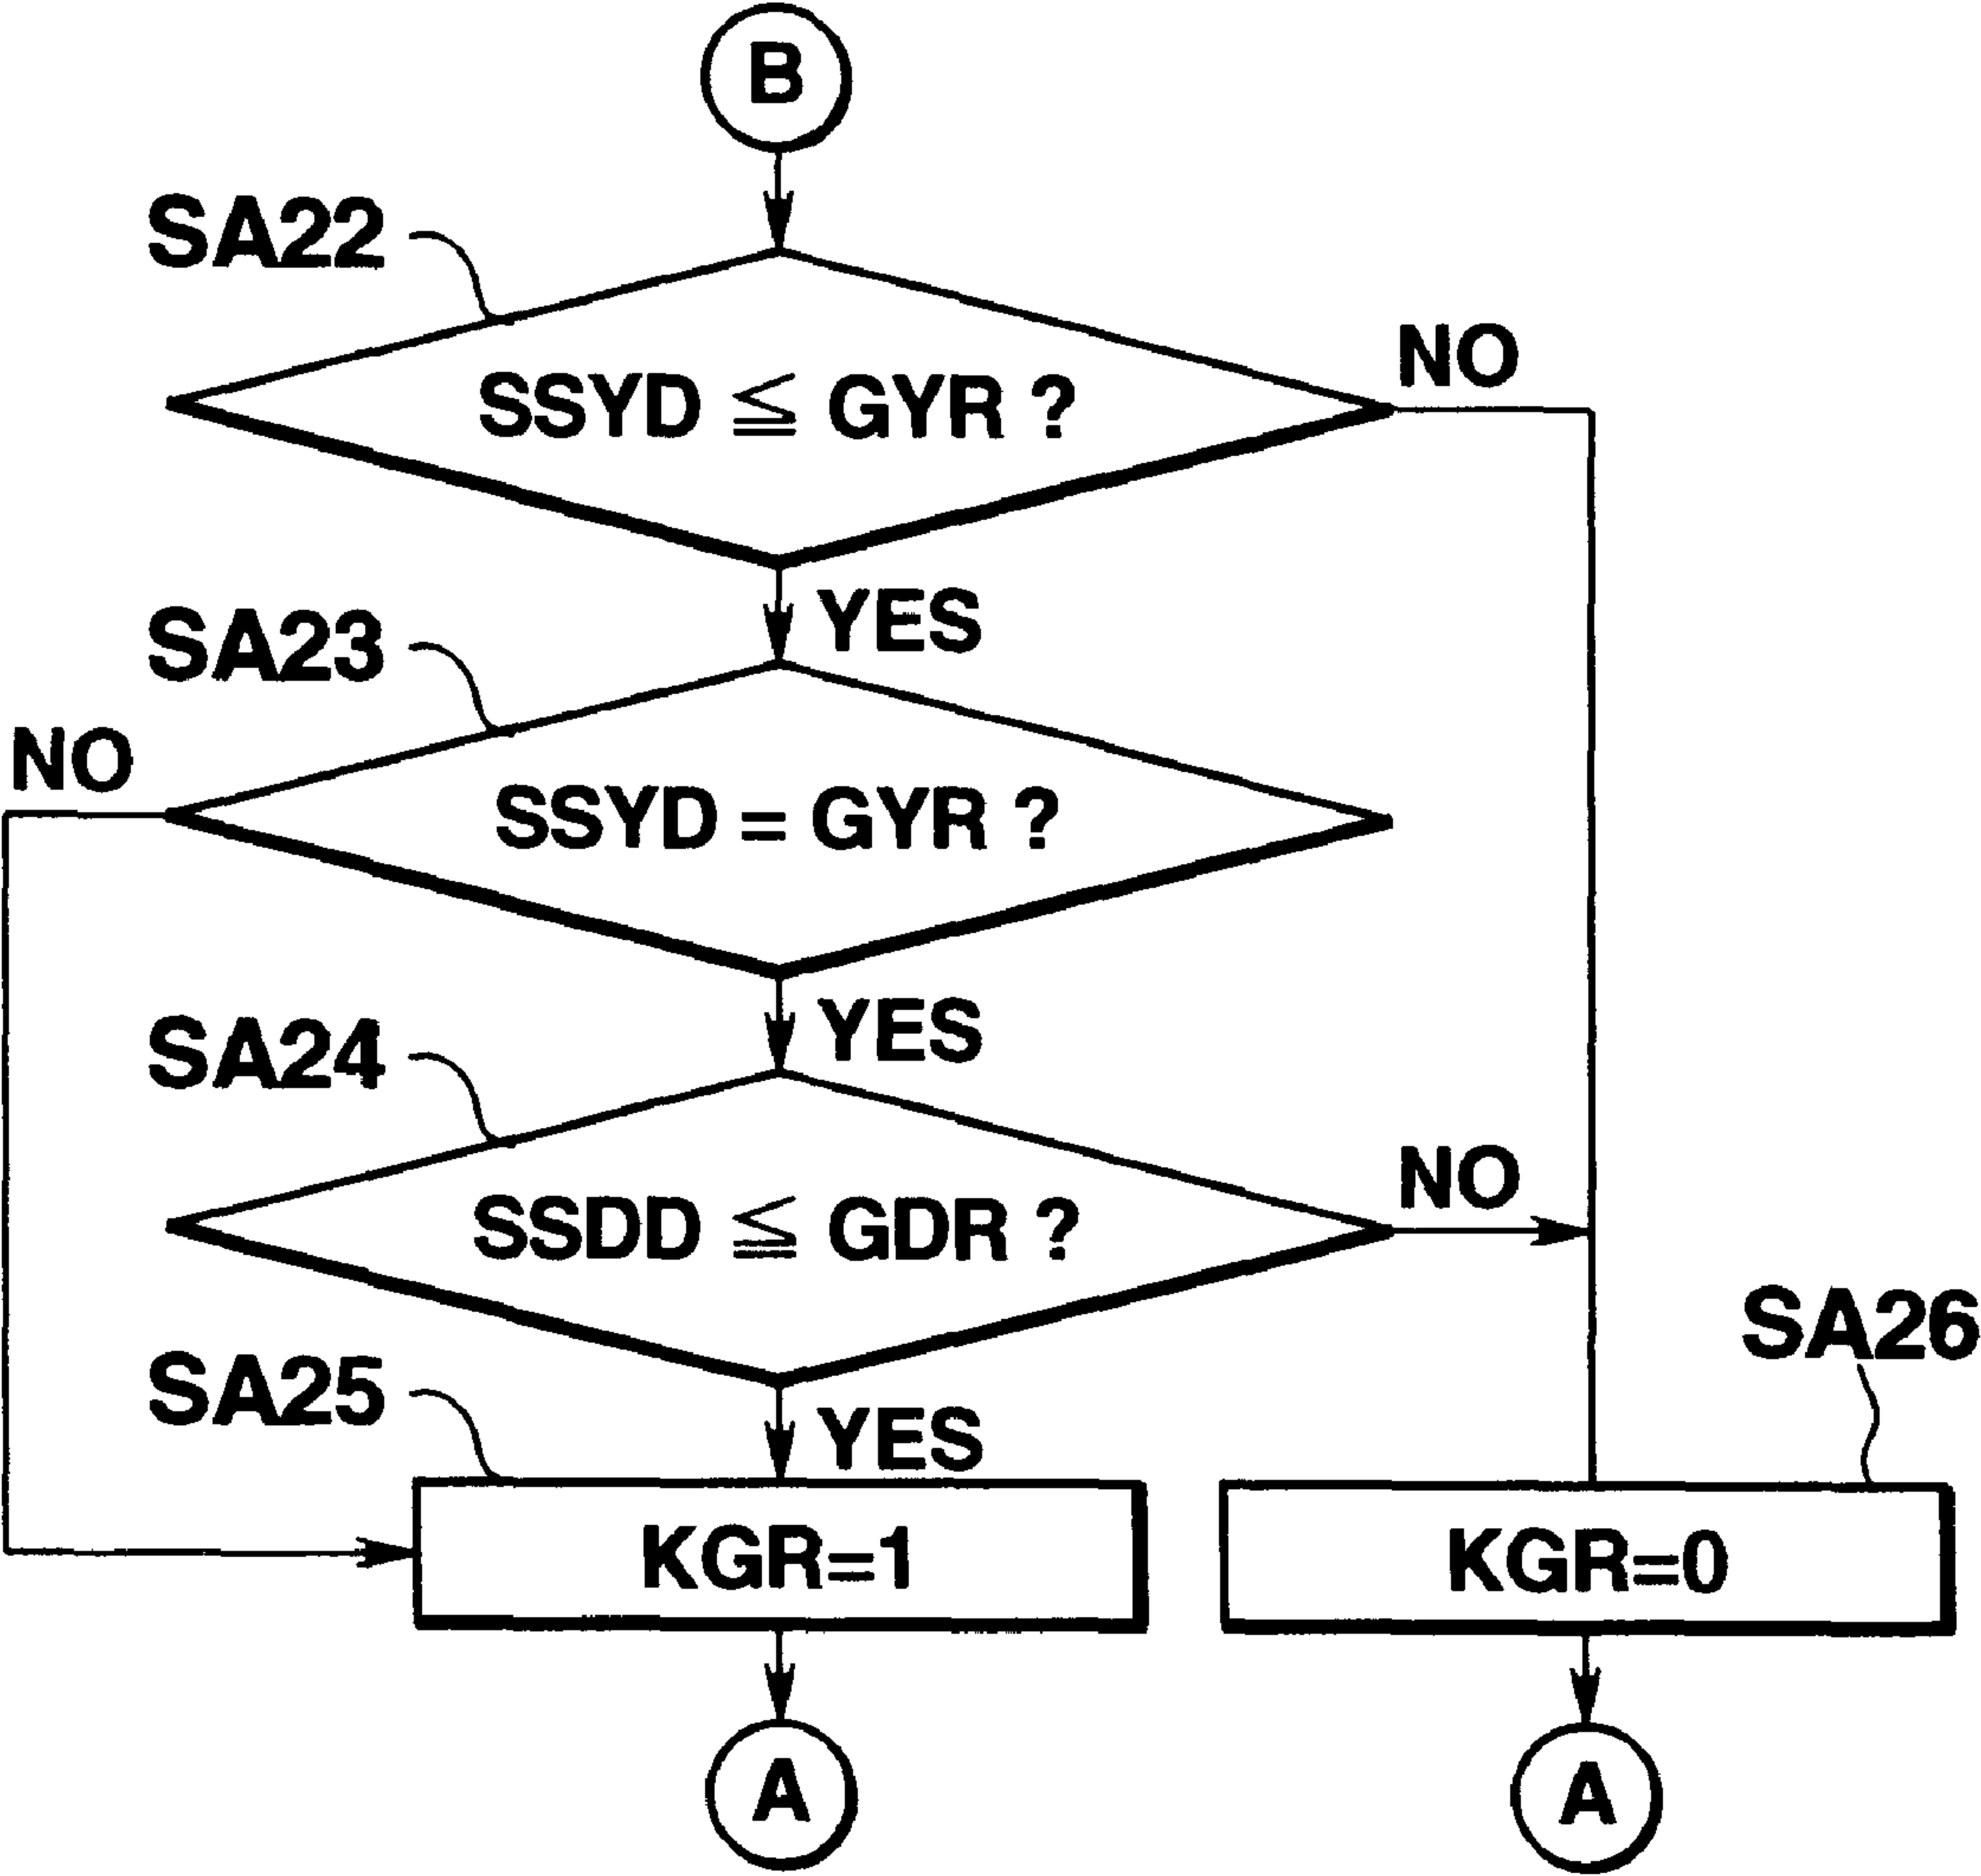 B
SA22
SSYD ≦ GYR ?
NO
YES
SA23
NO
SSYD = GYR ?
YES
SA24
SSDD ≦ GDR ?
NO
SA26
SA25
YES
KGR=1
KGR=0
A
A